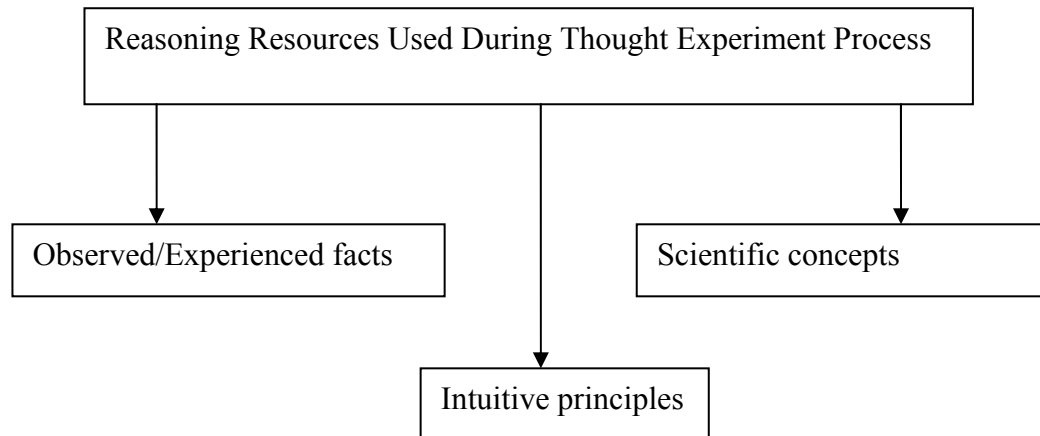 Reasoning Resources Used During Thought Experiment Process
Observed/Experienced facts
Scientific concepts
Intuitive principles